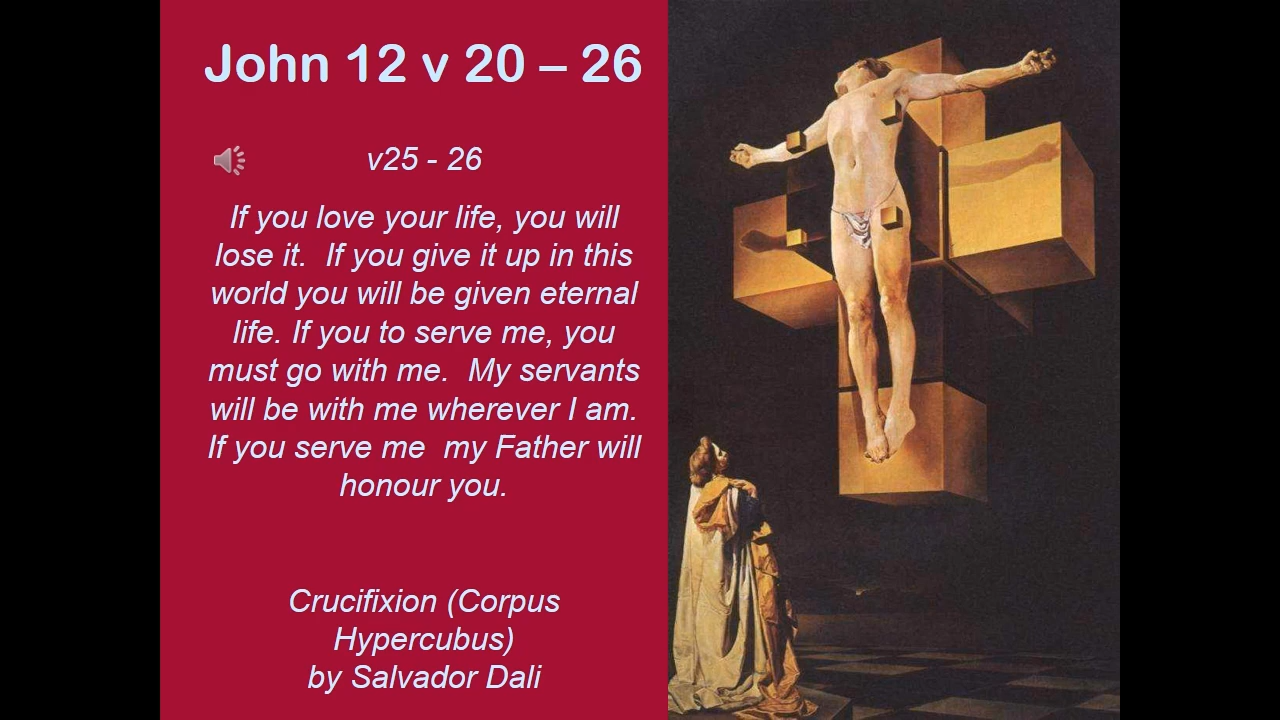 John 12 v 20 – 26
v25 - 26
If you love your life, you will
lose it.  If you give it up in this
world you will be given eternal
life. If you to serve me, you
must go with me.  My servants
will be with me wherever I am.
If you serve me  my Father will
honour you.
Crucifixion (Corpus
Hypercubus)
by Salvador Dali